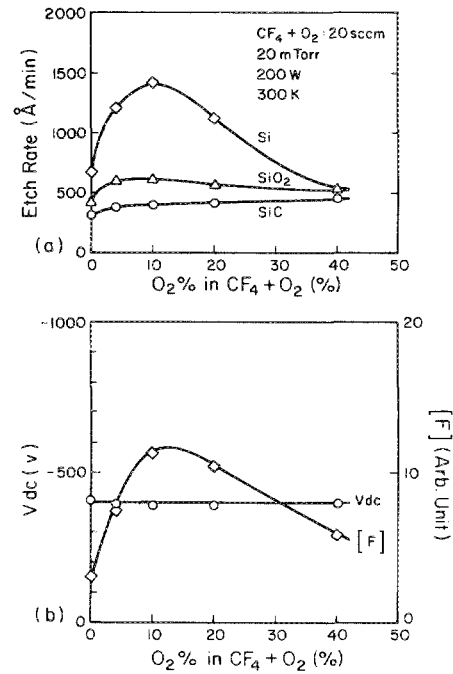 CF₄ + O₂ : 20 sccm
20 mTorr
200 W
300 K
Etch Rate (Å/min)
2000
1500
1000
500
0
Si
SiO₂
SiC
(a)
0 10 20 30 40 50
O₂% in CF₄ + O₂ (%)
Vdc (v)
-1000
-500
0
20
10
0
[F] (Arb. Unit)
Vdc
[F]
(b)
0 10 20 30 40 50
O₂% in CF₄ + O₂ (%)